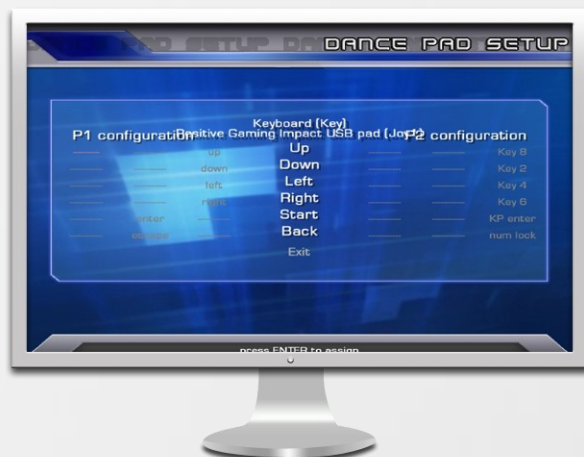 DANCE PAD SETUP
Keyboard (Key)
P1 configuration Positive Gaming Impact USB pad (Joy1) P2 configuration
up Up Key 8
down Down Key 2
left Left Key 4
right Right Key 6
enter Start KP enter
escape Back num lock
Exit
press ENTER to assign